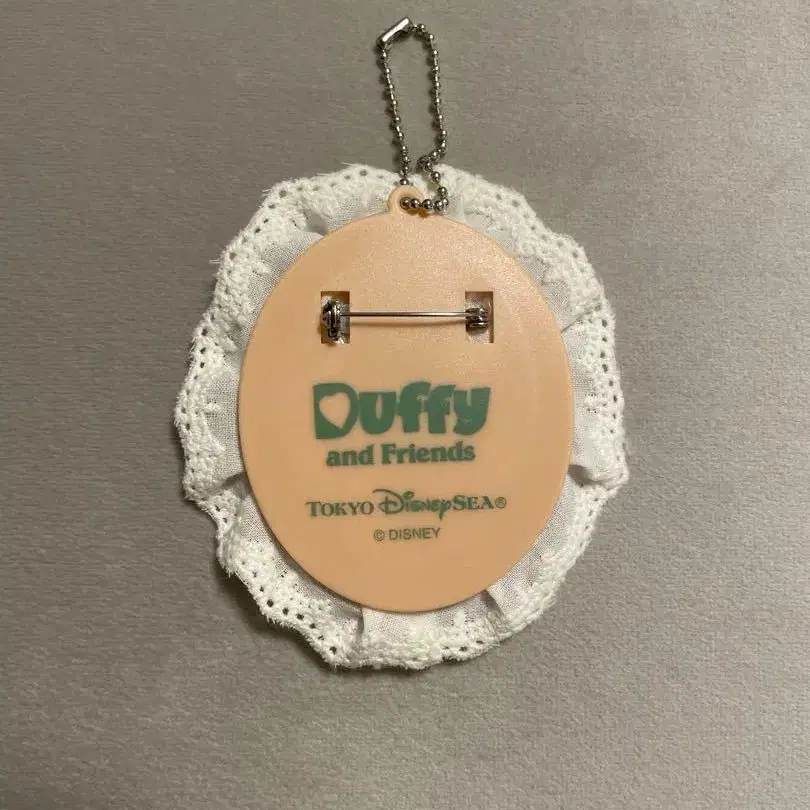 Duffy
and Friends
TOKYO DISNEYSEA®
© DISNEY